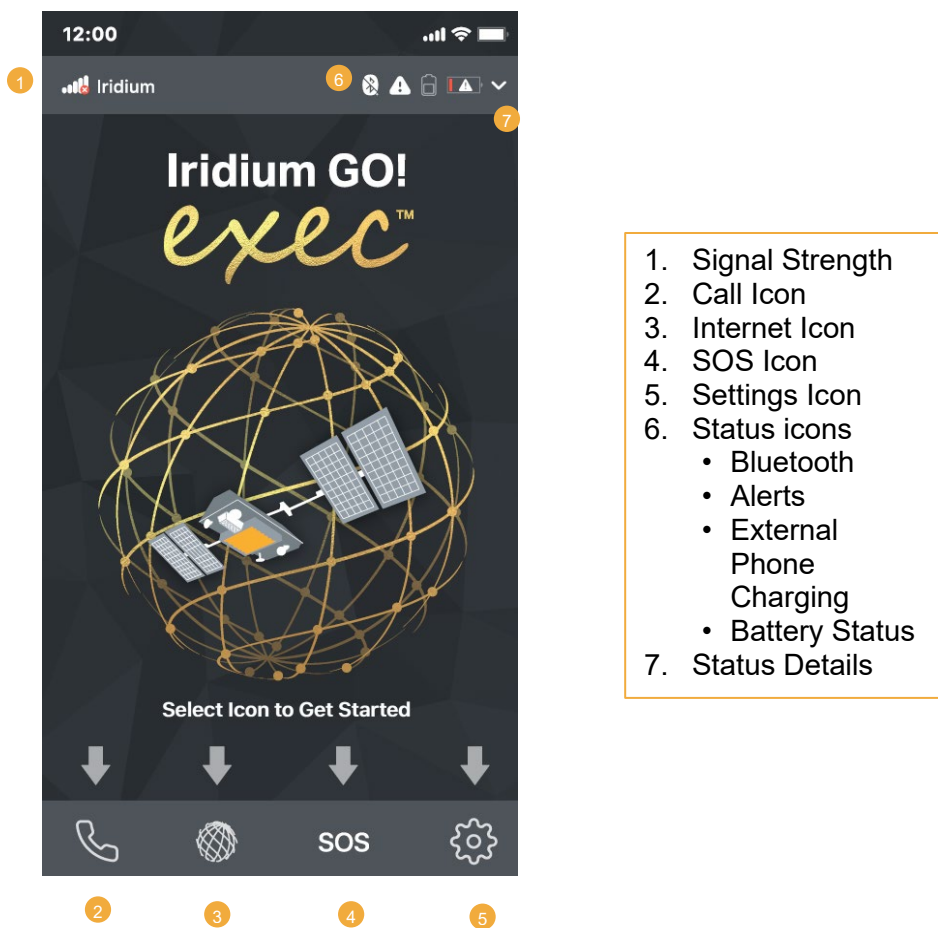 12:00
1
Iridium
6
7
Iridium GO!
exec™
Select Icon to Get Started
SOS
2
3
4
5
1. Signal Strength
2. Call Icon
3. Internet Icon
4. SOS Icon
5. Settings Icon
6. Status icons
• Bluetooth
• Alerts
• External
Phone
Charging
• Battery Status
7. Status Details